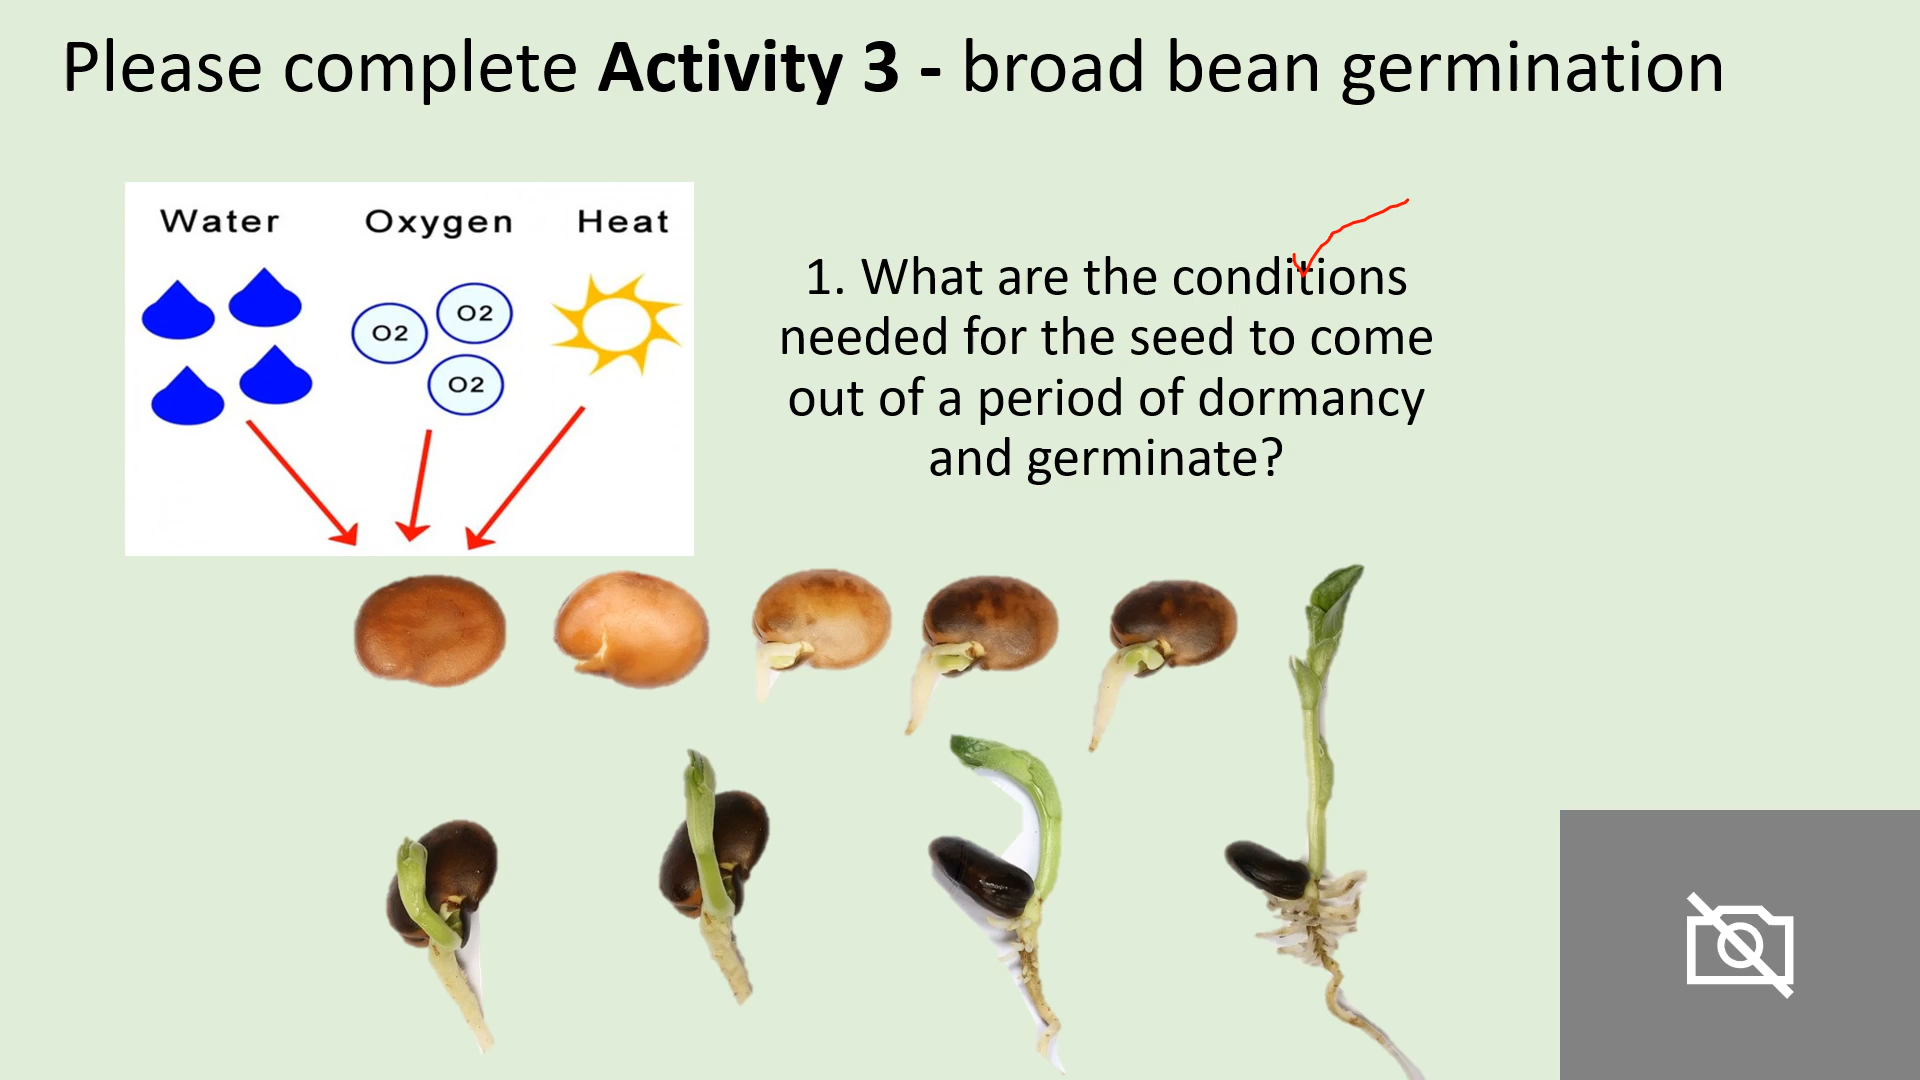 Please complete Activity 3 - broad bean germination
Water Oxygen Heat
O2
O2
O2
1. What are the conditions
needed for the seed to come
out of a period of dormancy
and germinate?